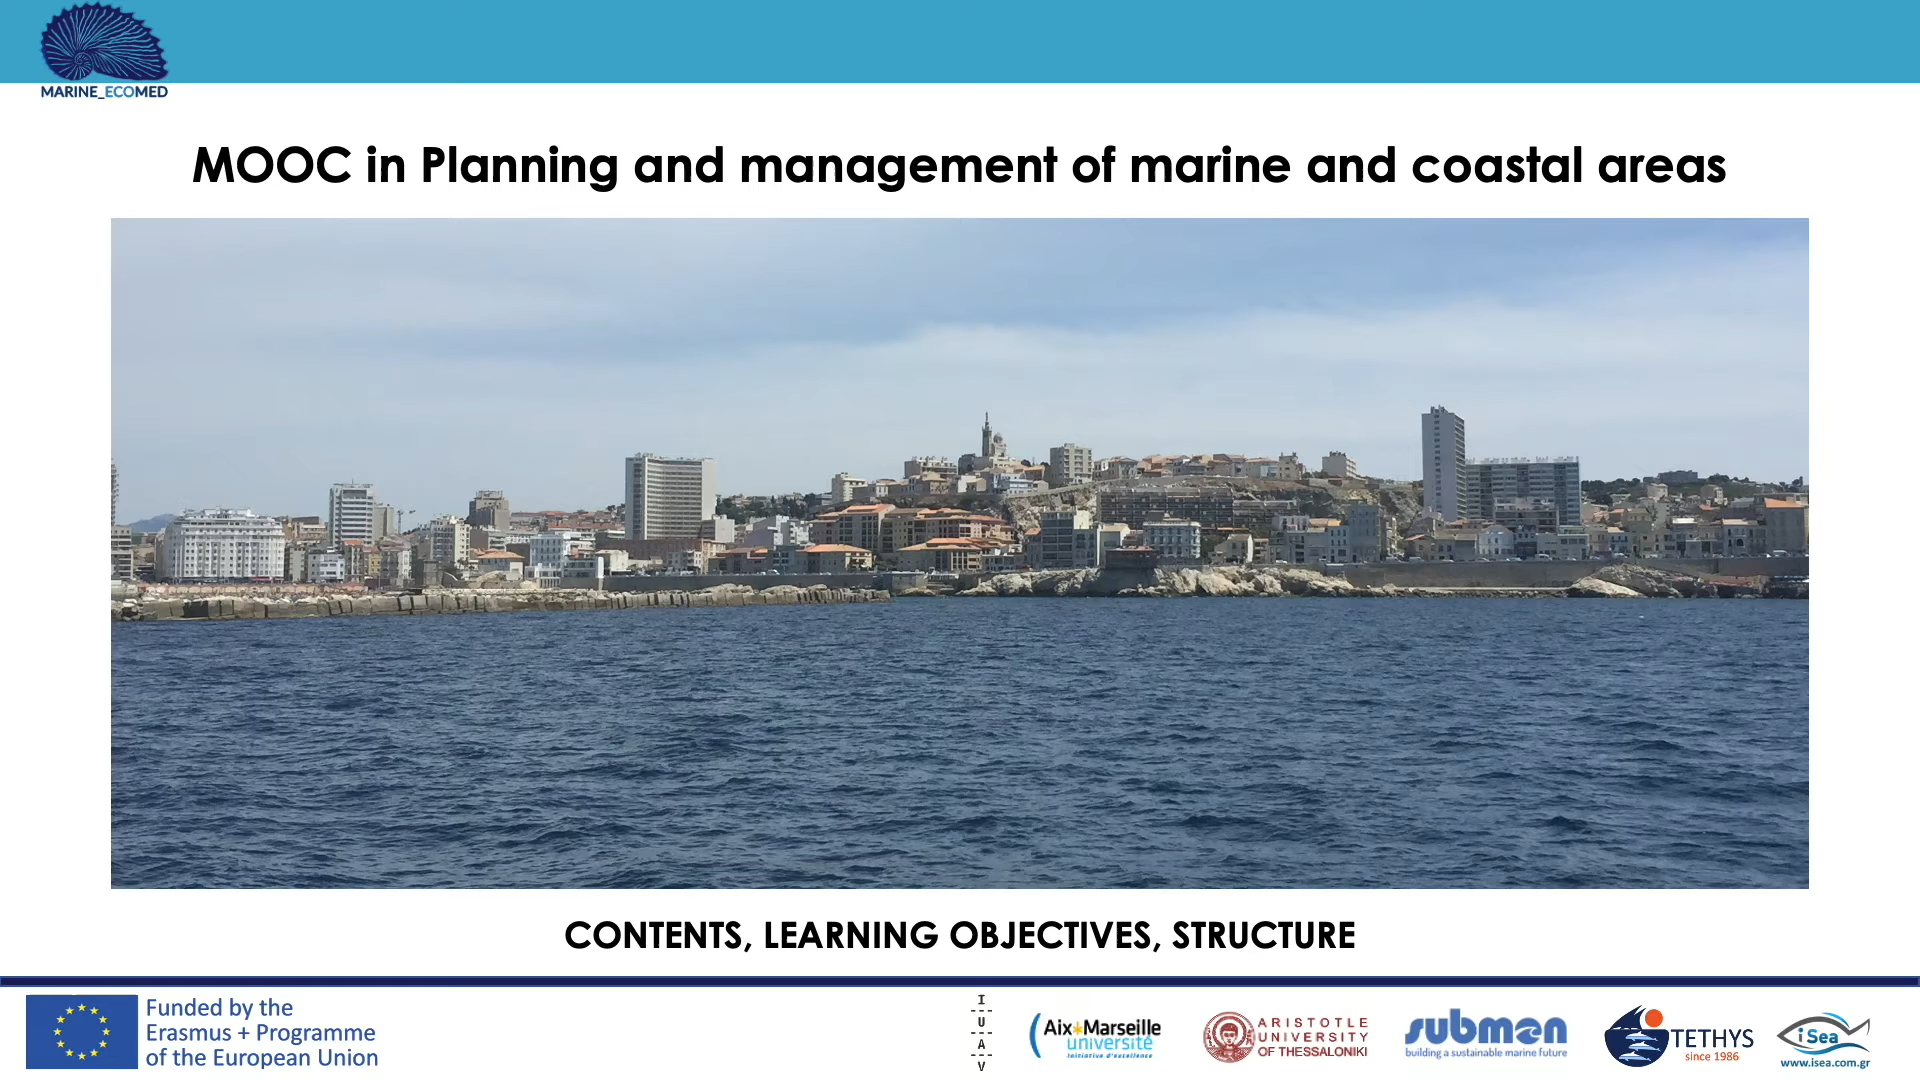 MARINE_ECOMED
MOOC in Planning and management of marine and coastal areas
CONTENTS, LEARNING OBJECTIVES, STRUCTURE
Funded by the
Erasmus + Programme
of the European Union
I
U
A
V
Aix*Marseille
université
Initiative d'excellence
ARISTOTLE
UNIVERSITY
OF THESSALONIKI
submon
building a sustainable marine future
TETHYS
since 1986
iSea
www.isea.com.gr